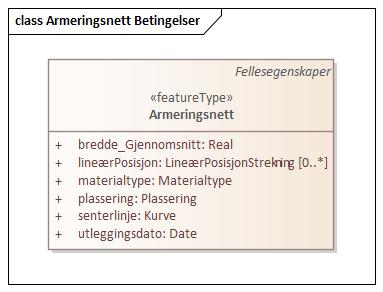 class Armeringsnett Betingelser
Fellesegenskaper
«featureType»
Armeringsnett
+ bredde_Gjennomsnitt: Real
+ lineærPosisjon: LineærPosisjonStrekning [0..*]
+ materialtype: Materialtype
+ plassering: Plassering
+ senterlinje: Kurve
+ utleggingsdato: Date